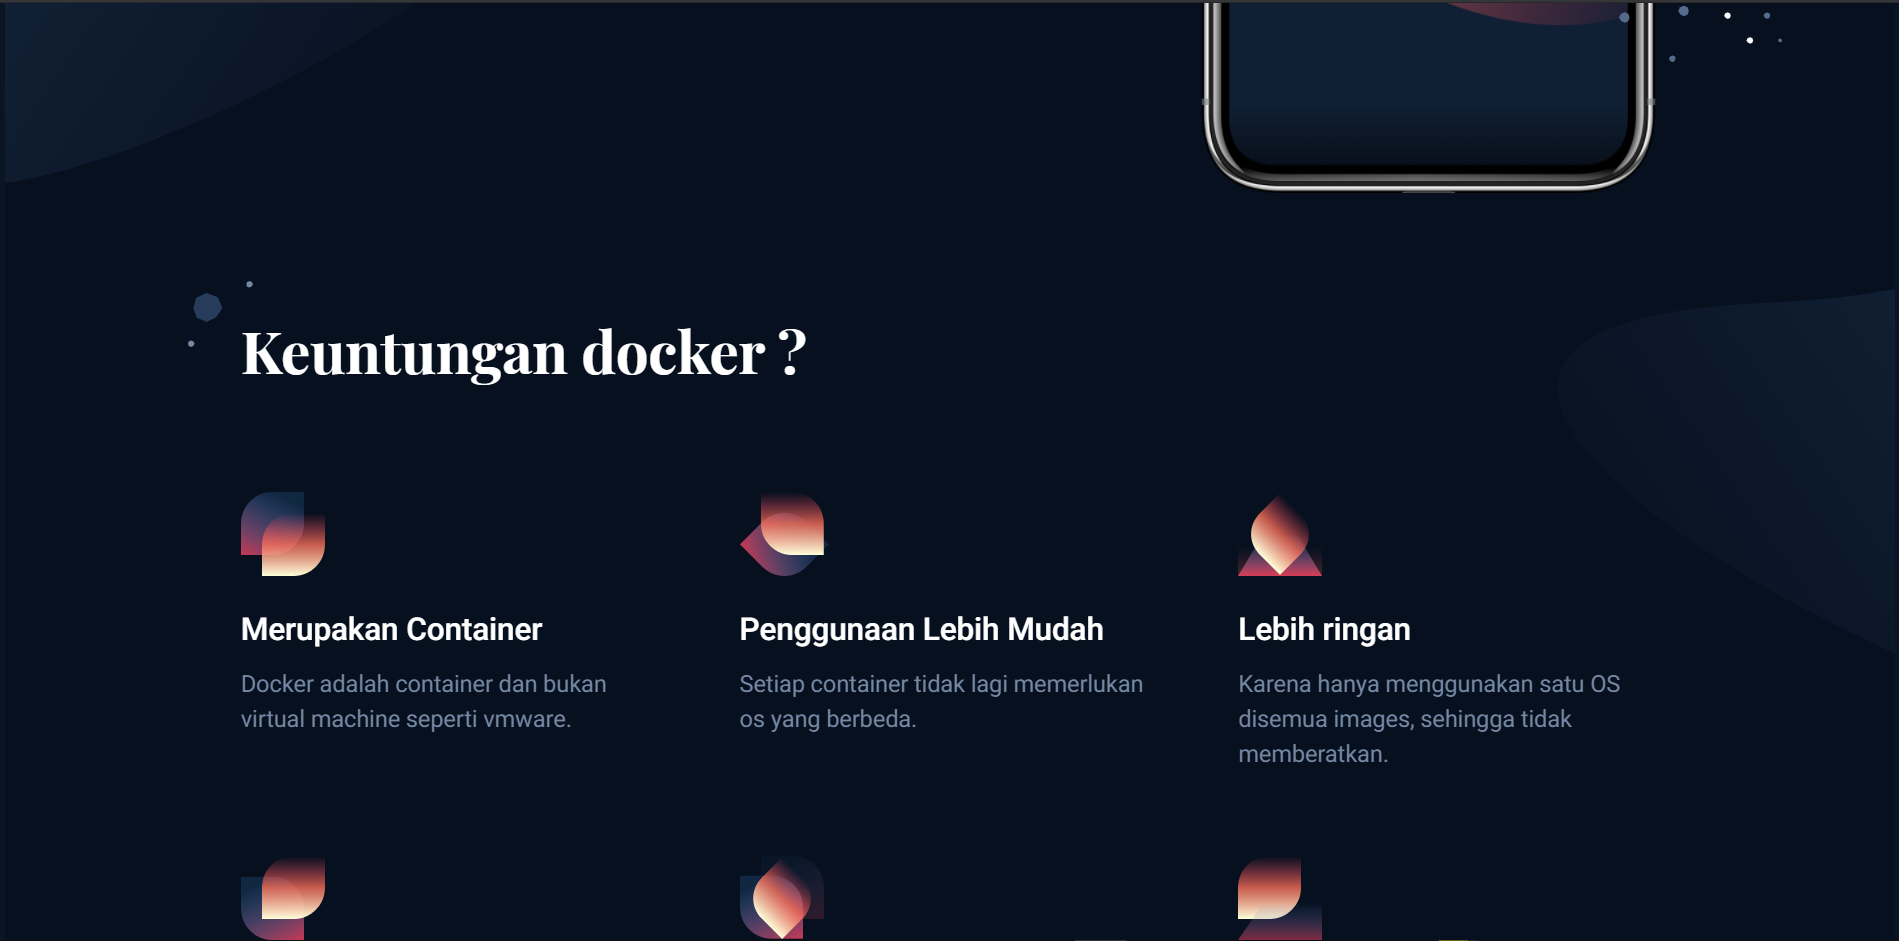 Keuntungan docker ?
Merupakan Container
Docker adalah container dan bukan
virtual machine seperti vmware.
Penggunaan Lebih Mudah
Setiap container tidak lagi memerlukan
os yang berbeda.
Lebih ringan
Karena hanya menggunakan satu OS
disemua images, sehingga tidak
memberatkan.